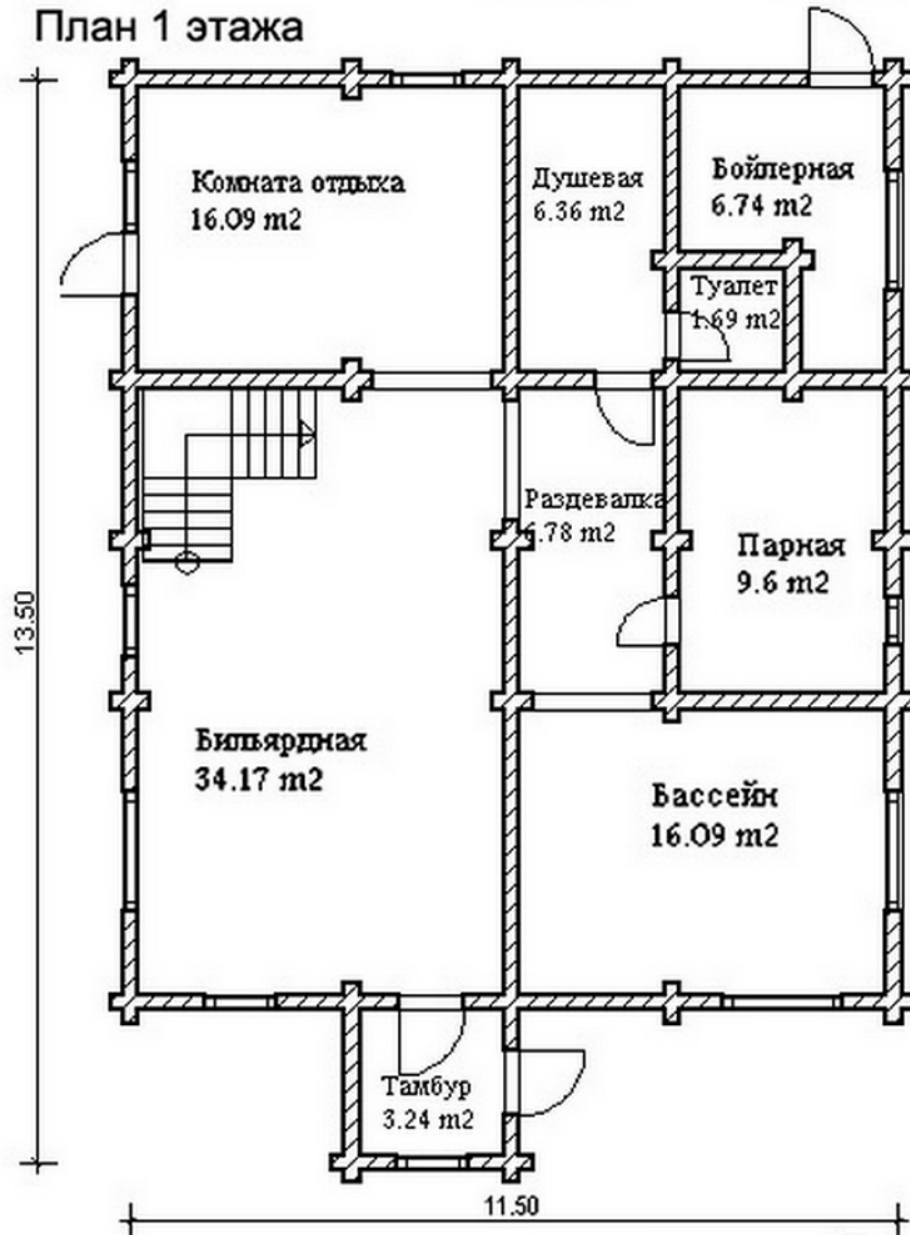 План 1 этажа
Комната отдыха
16.09 m2
Душевая
6.36 m2
Бойлерная
6.74 m2
Туалет
1.69 m2
Раздевалка
6.78 m2
Парная
9.6 m2
13.50
Бильярдная
34.17 m2
Бассейн
16.09 m2
Тамбур
3.24 m2
11.50